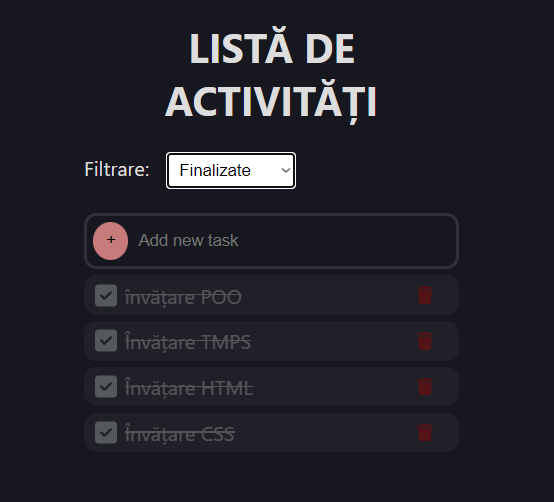 LISTĂ DE
ACTIVITĂȚI
Filtrare: Finalizate
+ Add new task
învățare POO
Învățare TMPS
Învățare HTML
Învățare CSS